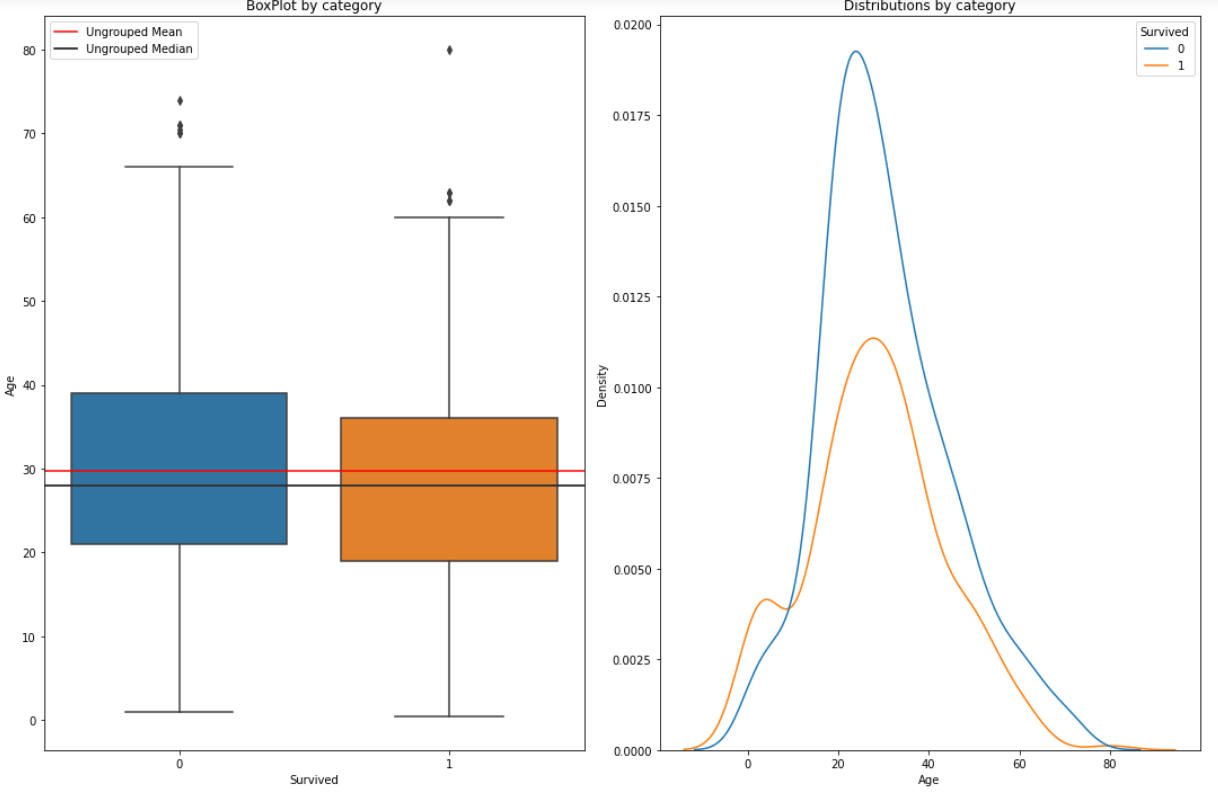 BoxPlot by category
Ungrouped Mean
Ungrouped Median
80
70
60
50
40
30
20
10
0
Age
0 1
Survived
Distributions by category
Survived
0
1
0.0200
0.0175
0.0150
0.0125
0.0100
0.0075
0.0050
0.0025
0.0000
Density
0 20 40 60 80
Age